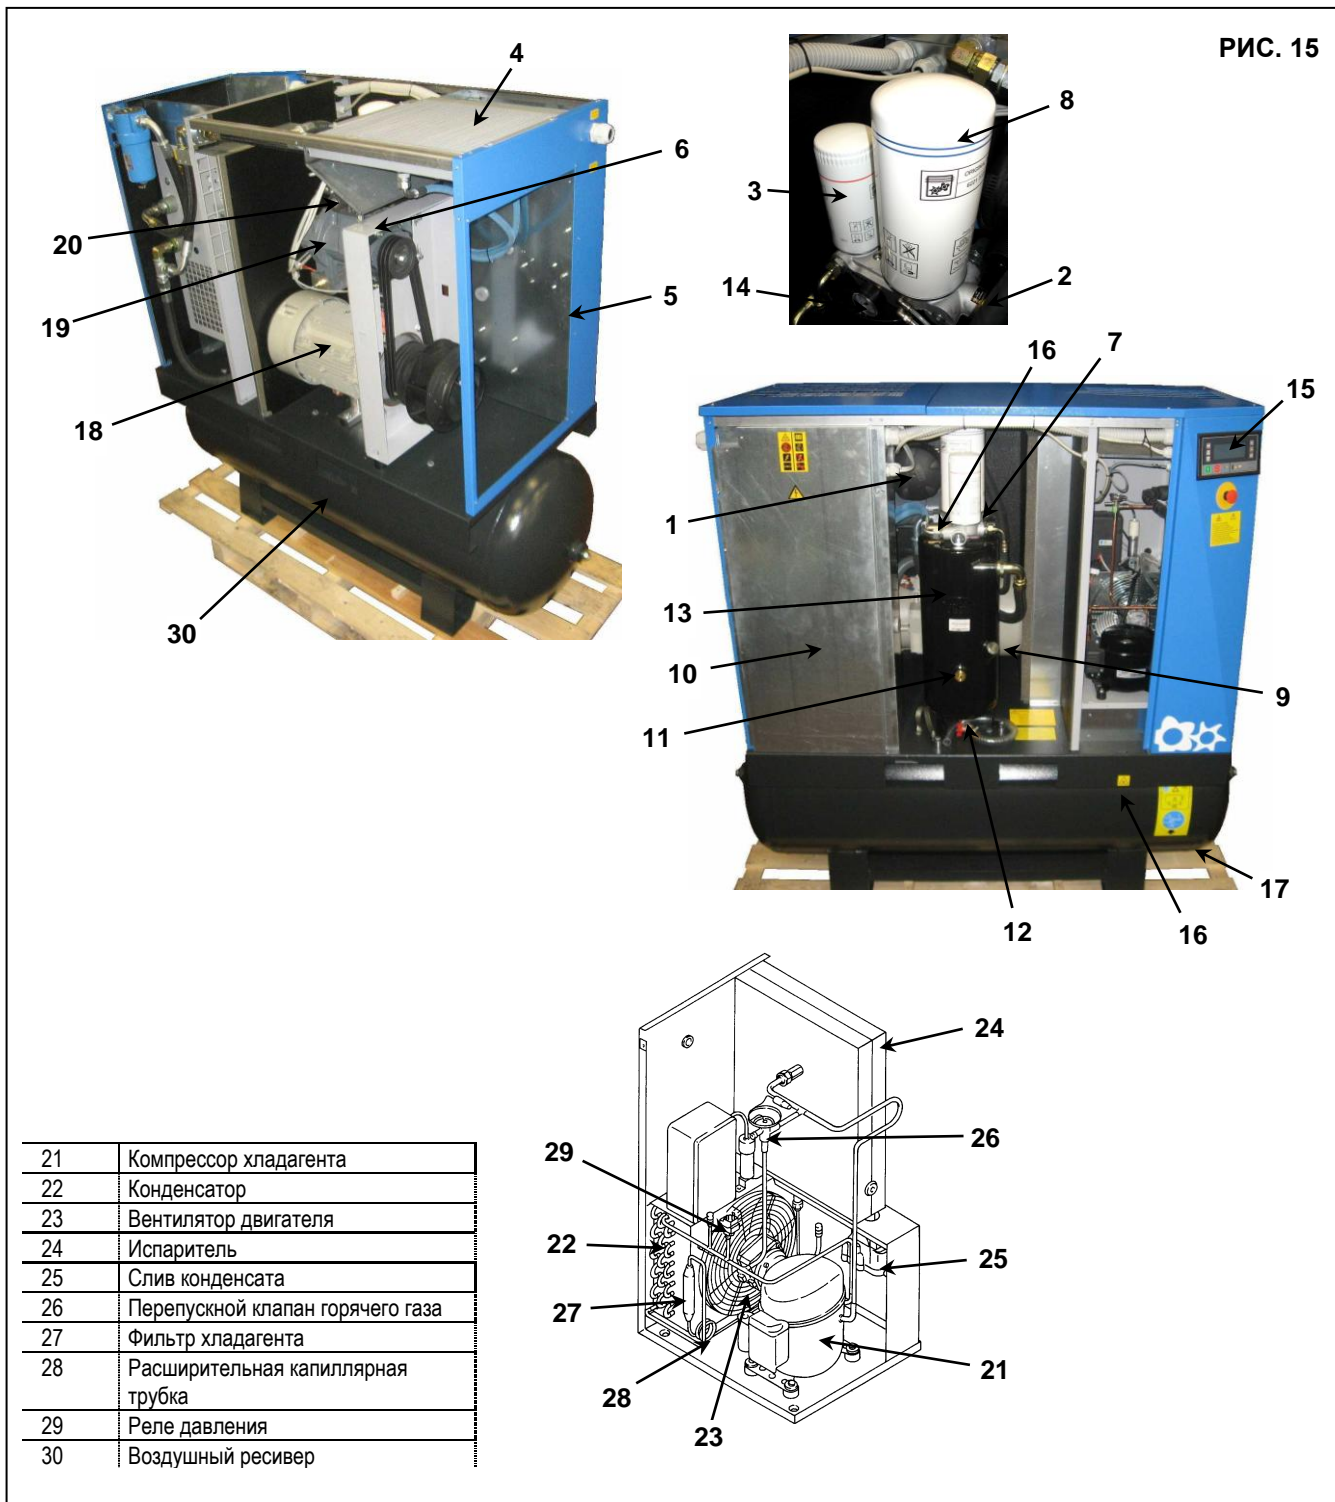 РИС. 15
4
6
20
19
5
18
30
8
3
14
2
16
7
15
1
13
10
11
9
12
16
17
24
26
29
22
25
27
21
28
23
21 Компрессор хладагента
22 Конденсатор
23 Вентилятор двигателя
24 Испаритель
25 Слив конденсата
26 Перепускной клапан горячего газа
27 Фильтр хладагента
28 Расширительная капиллярная
трубка
29 Реле давления
30 Воздушный ресивер